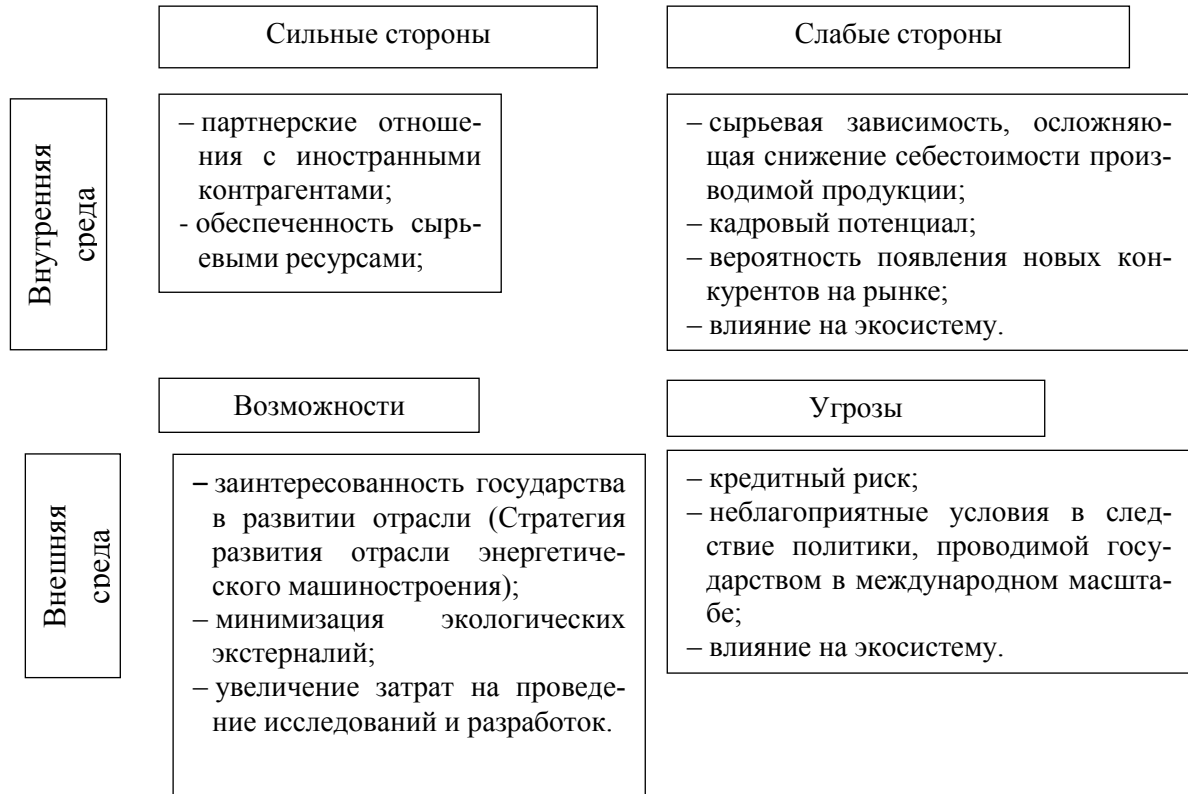 Сильные стороны
Слабые стороны
Внутренняя
среда
– партнерские отноше-
ния с иностранными
контрагентами;
- обеспеченность сырь-
евыми ресурсами;
– сырьевая зависимость, осложняю-
щая снижение себестоимости произ-
водимой продукции;
– кадровый потенциал;
– вероятность появления новых кон-
курентов на рынке;
– влияние на экосистему.
Возможности
Угрозы
Внешняя
среда
– заинтересованность государства
в развитии отрасли (Стратегия
развития отрасли энергетиче-
ского машиностроения);
– минимизация экологических
экстерналий;
– увеличение затрат на проведе-
ние исследований и разработок.
– кредитный риск;
– неблагоприятные условия в след-
ствие политики, проводимой госу-
дарством в международном масшта-
бе;
– влияние на экосистему.